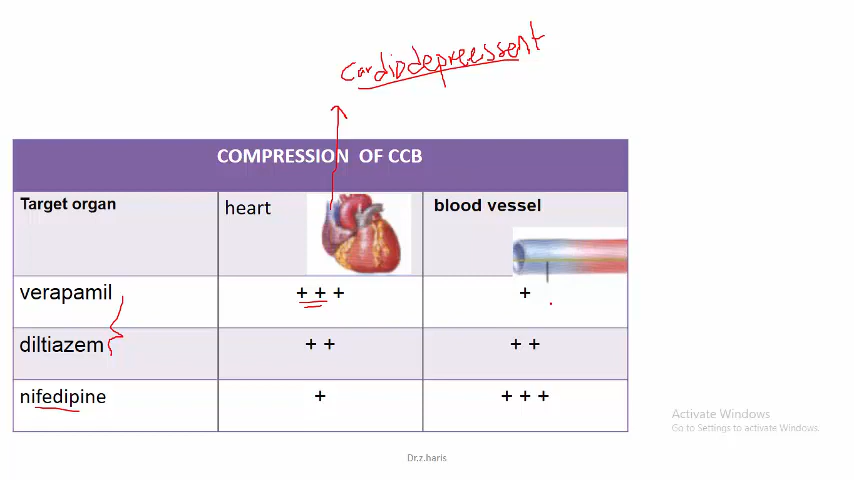 cardiodepreessent
COMPRESSION OF CCB
Target organ heart blood vessel
verapamil + + + +
diltiazem + + + +
nifedipine + + + +
Activate Windows
Go to Settings to activate Windows.
Dr.z.haris